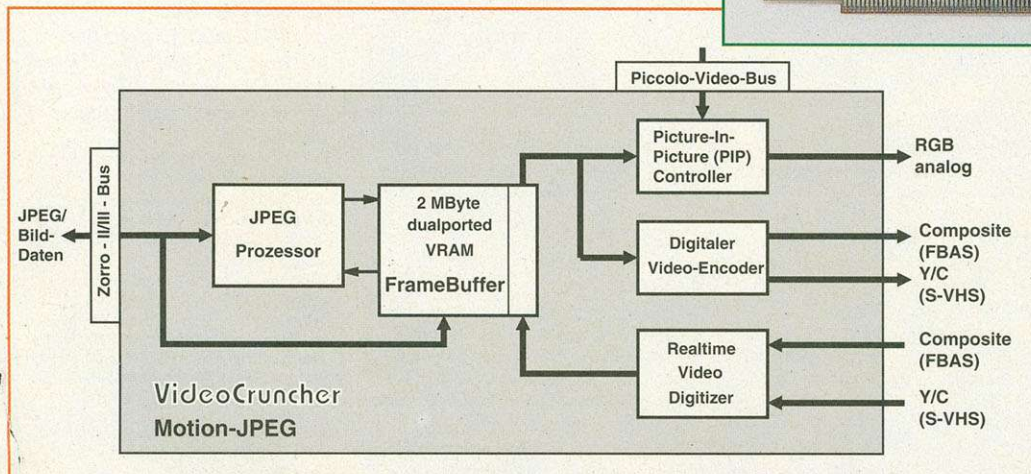 Piccolo-Video-Bus
Picture-In-
Picture (PIP)
Controller
RGB
analog
JPEG/
Bild-
Daten
Zorro - II/III - Bus
JPEG
Prozessor
2 MByte
dualported
VRAM
FrameBuffer
Digitaler
Video-Encoder
Composite
(FBAS)
Y/C
(S-VHS)
Realtime
Video
Digitizer
Composite
(FBAS)
Y/C
(S-VHS)
VideoCruncher
Motion-JPEG